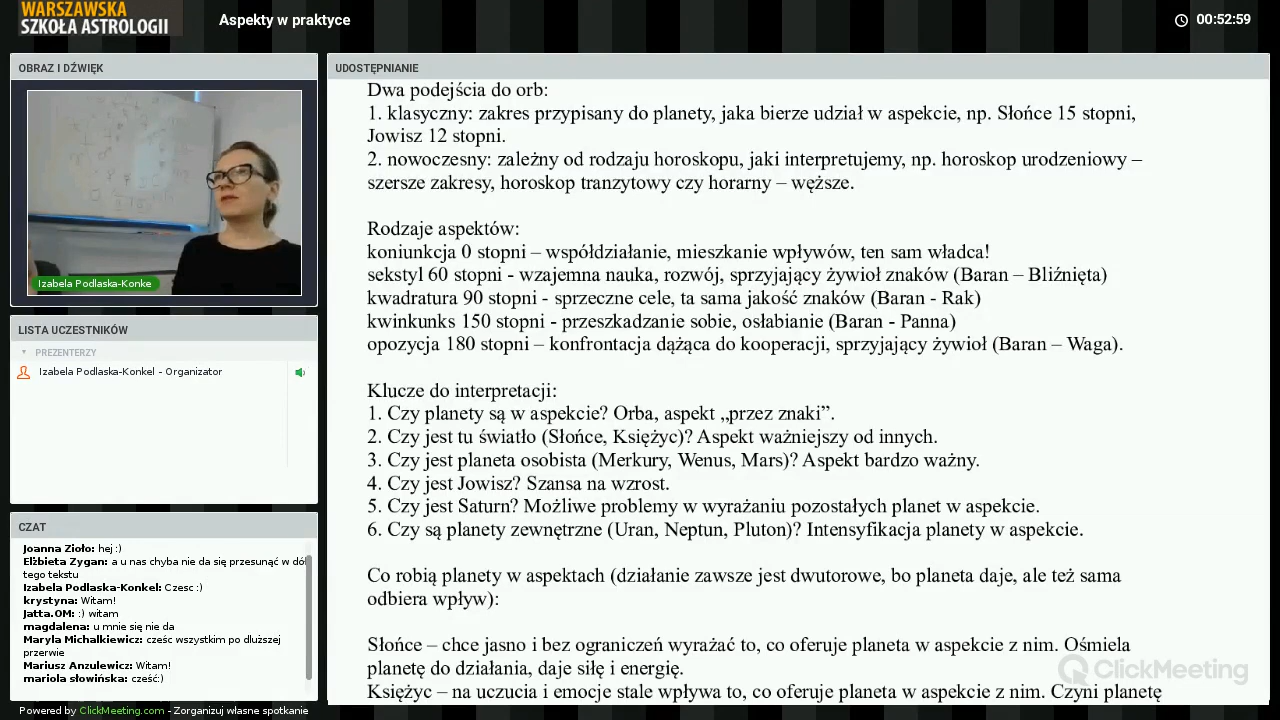 WARSZAWSKA
SZKOŁA ASTROLOGII
Aspekty w praktyce
00:52:59
OBRAZ I DŹWIĘK
Izabela Podlaska-Konke
LISTA UCZESTNIKÓW
PREZENTERZY
Izabela Podlaska-Konkel - Organizator
CZAT
Joanna Zioło: hej :)
Elżbieta Zygan: a u nas chyba nie da się przesunąć w dół
tego tekstu
Izabela Podlaska-Konkel: Czesc :)
krystyna: Witam!
Jatta.OM: :) witam
magdalena: u mnie się nie da
Maryla Michalkiewicz: cześc wszystkim po dluższej
przerwie
Mariusz Anzulewicz: Witam!
mariola słowińska: cześć:)
Powered by ClickMeeting.com - Zorganizuj własne spotkanie
UDOSTĘPNIANIE
Dwa podejścia do orb:
1. klasyczny: zakres przypisany do planety, jaka bierze udział w aspekcie, np. Słońce 15 stopni,
Jowisz 12 stopni.
2. nowoczesny: zależny od rodzaju horoskopu, jaki interpretujemy, np. horoskop urodzeniowy –
szersze zakresy, horoskop tranzytowy czy horarny – węższe.
Rodzaje aspektów:
koniunkcja 0 stopni – współdziałanie, mieszkanie wpływów, ten sam władca!
sekstyl 60 stopni - wzajemna nauka, rozwój, sprzyjający żywioł znaków (Baran – Bliźnięta)
kwadratura 90 stopni - sprzeczne cele, ta sama jakość znaków (Baran - Rak)
kwinkunks 150 stopni - przeszkadzanie sobie, osłabianie (Baran - Panna)
opozycja 180 stopni – konfrontacja dążąca do kooperacji, sprzyjający żywioł (Baran – Waga).
Klucze do interpretacji:
1. Czy planety są w aspekcie? Orba, aspekt „przez znaki”.
2. Czy jest tu światło (Słońce, Księżyc)? Aspekt ważniejszy od innych.
3. Czy jest planeta osobista (Merkury, Wenus, Mars)? Aspekt bardzo ważny.
4. Czy jest Jowisz? Szansa na wzrost.
5. Czy jest Saturn? Możliwe problemy w wyrażaniu pozostałych planet w aspekcie.
6. Czy są planety zewnętrzne (Uran, Neptun, Pluton)? Intensyfikacja planety w aspekcie.
Co robią planety w aspektach (działanie zawsze jest dwutorowe, bo planeta daje, ale też sama
odbiera wpływ):
Słońce – chce jasno i bez ograniczeń wyrażać to, co oferuje planeta w aspekcie z nim. Ośmiela
planetę do działania, daje siłę i energię.
Księżyc – na uczucia i emocje stale wpływa to, co oferuje planeta w aspekcie z nim. Czyni planetę
ClickMeeting